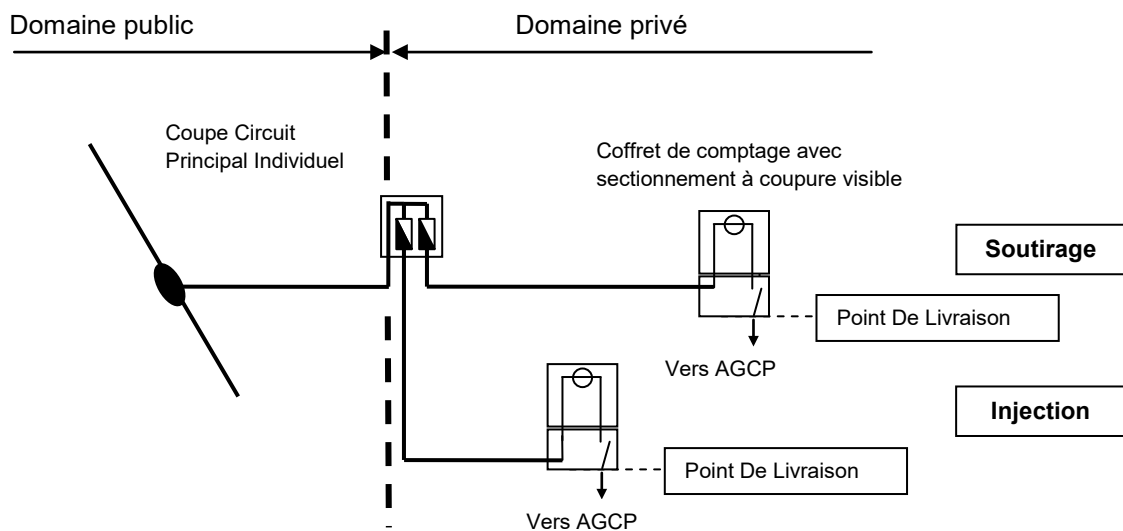 Domaine public
Domaine privé
Coupe Circuit
Principal Individuel
Coffret de comptage avec
sectionnement à coupure visible
Soutirage
Point De Livraison
Vers AGCP
Injection
Point De Livraison
Vers AGCP